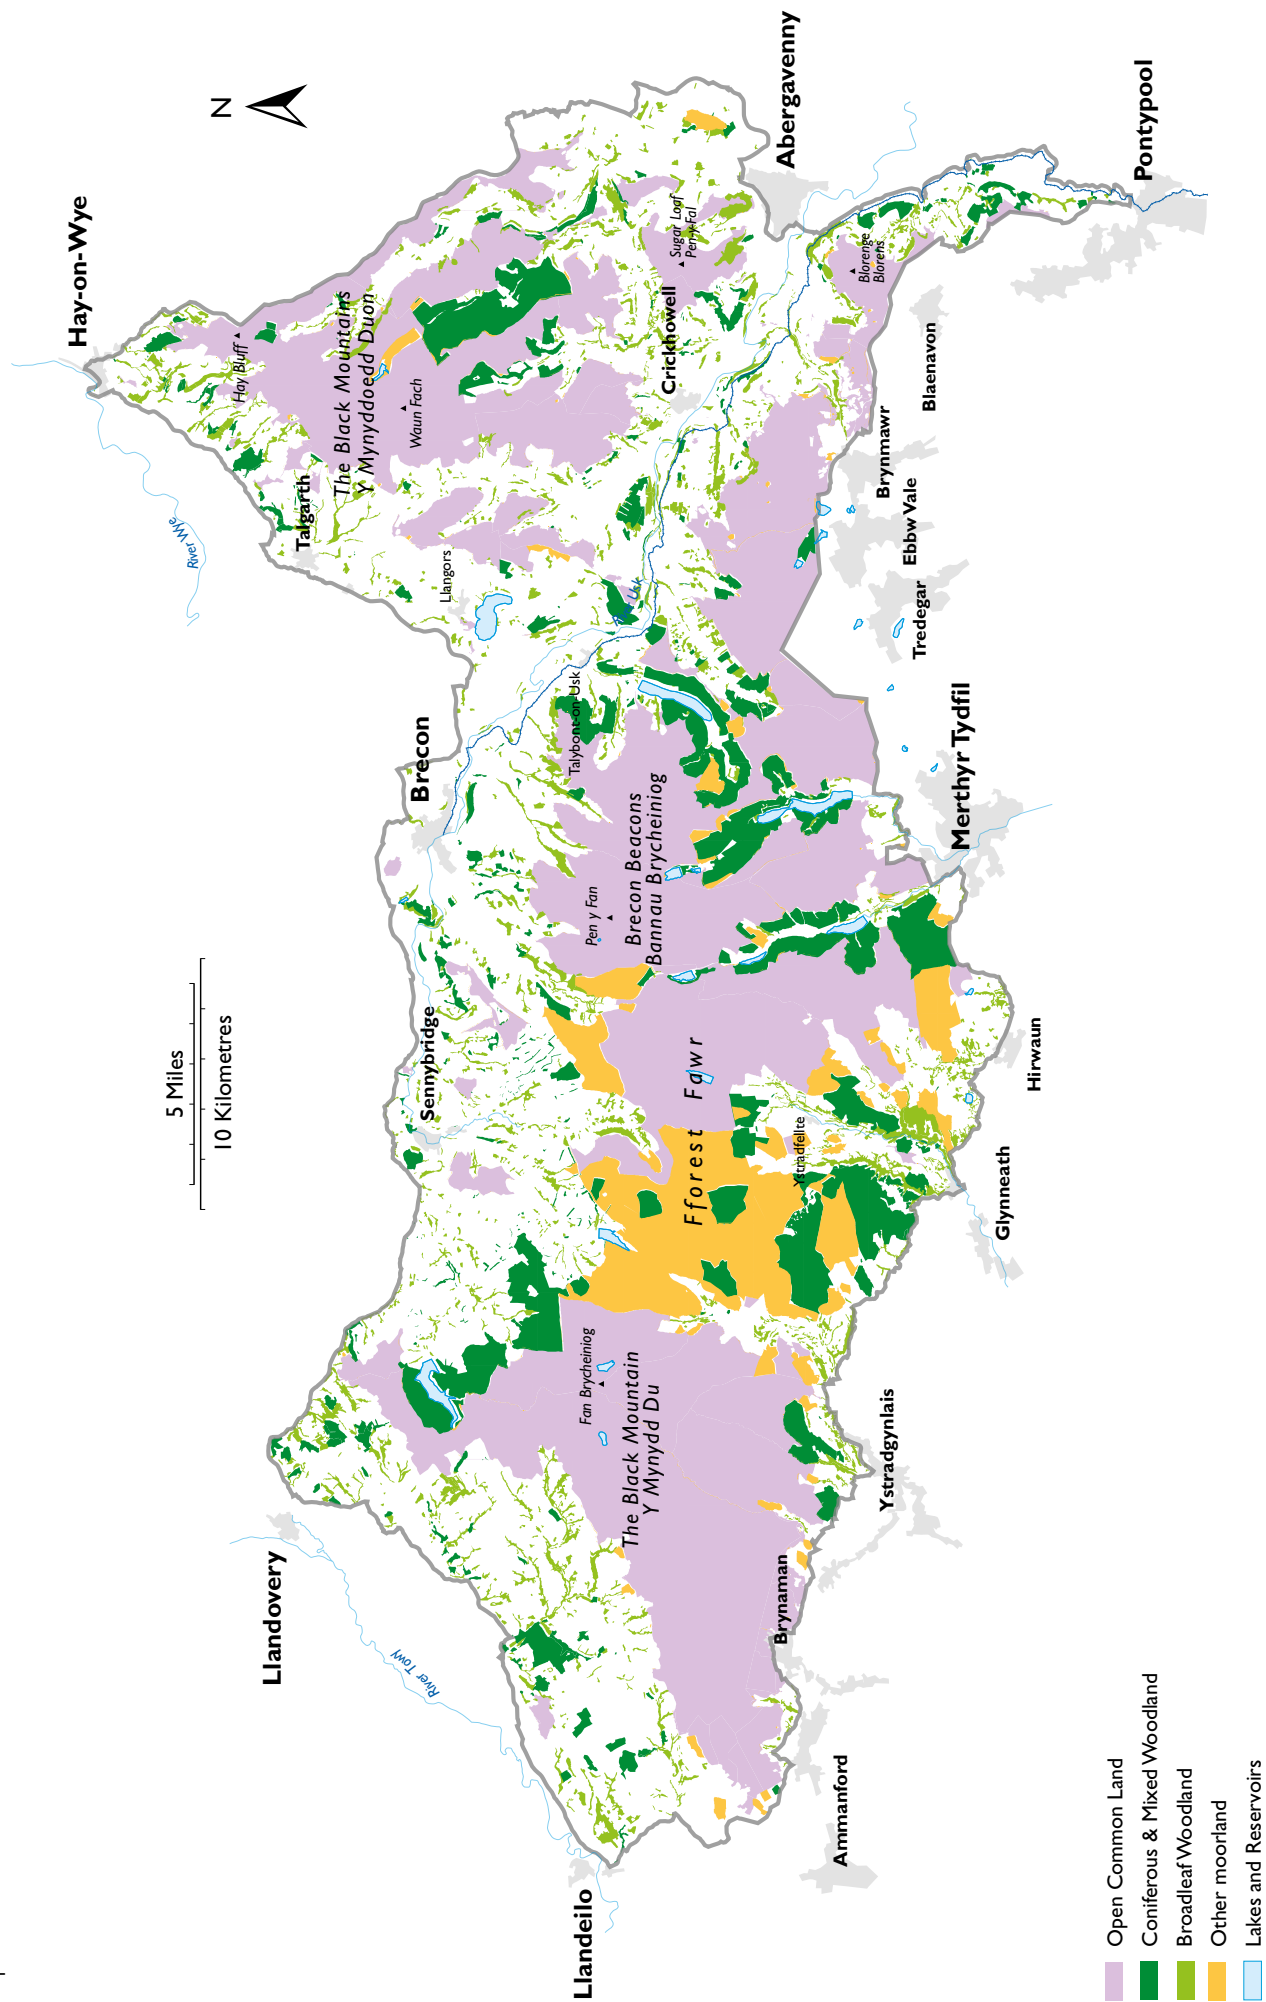 Hay-on-Wye
N
Abergavenny
Pontypool
Hay Bluff
The Black Mountains
Y Mynyddoedd Duon
Waun Fach
Sugar Loaf
Pen-y-Fal
Crickhowell
Blorenge
Blorens
Blaenavon
Brynmawr
Ebbw Vale
Tredegar
River Wye
Talgarth
Llangors
River Usk
Talybont-on-Usk
Brecon
Brecon Beacons
Bannau Brycheiniog
Pen y Fan
Merthyr Tydfil
5 Miles
10 Kilometres
Sennybridge
Fforest Fawr
Ystradfellte
Hirwaun
Glynneath
Fan Brycheiniog
The Black Mountain
Y Mynydd Du
Ystradgynlais
Llandovery
River Towy
Brynaman
Ammanford
Llandeilo
Open Common Land
Coniferous & Mixed Woodland
Broadleaf Woodland
Other moorland
Lakes and Reservoirs